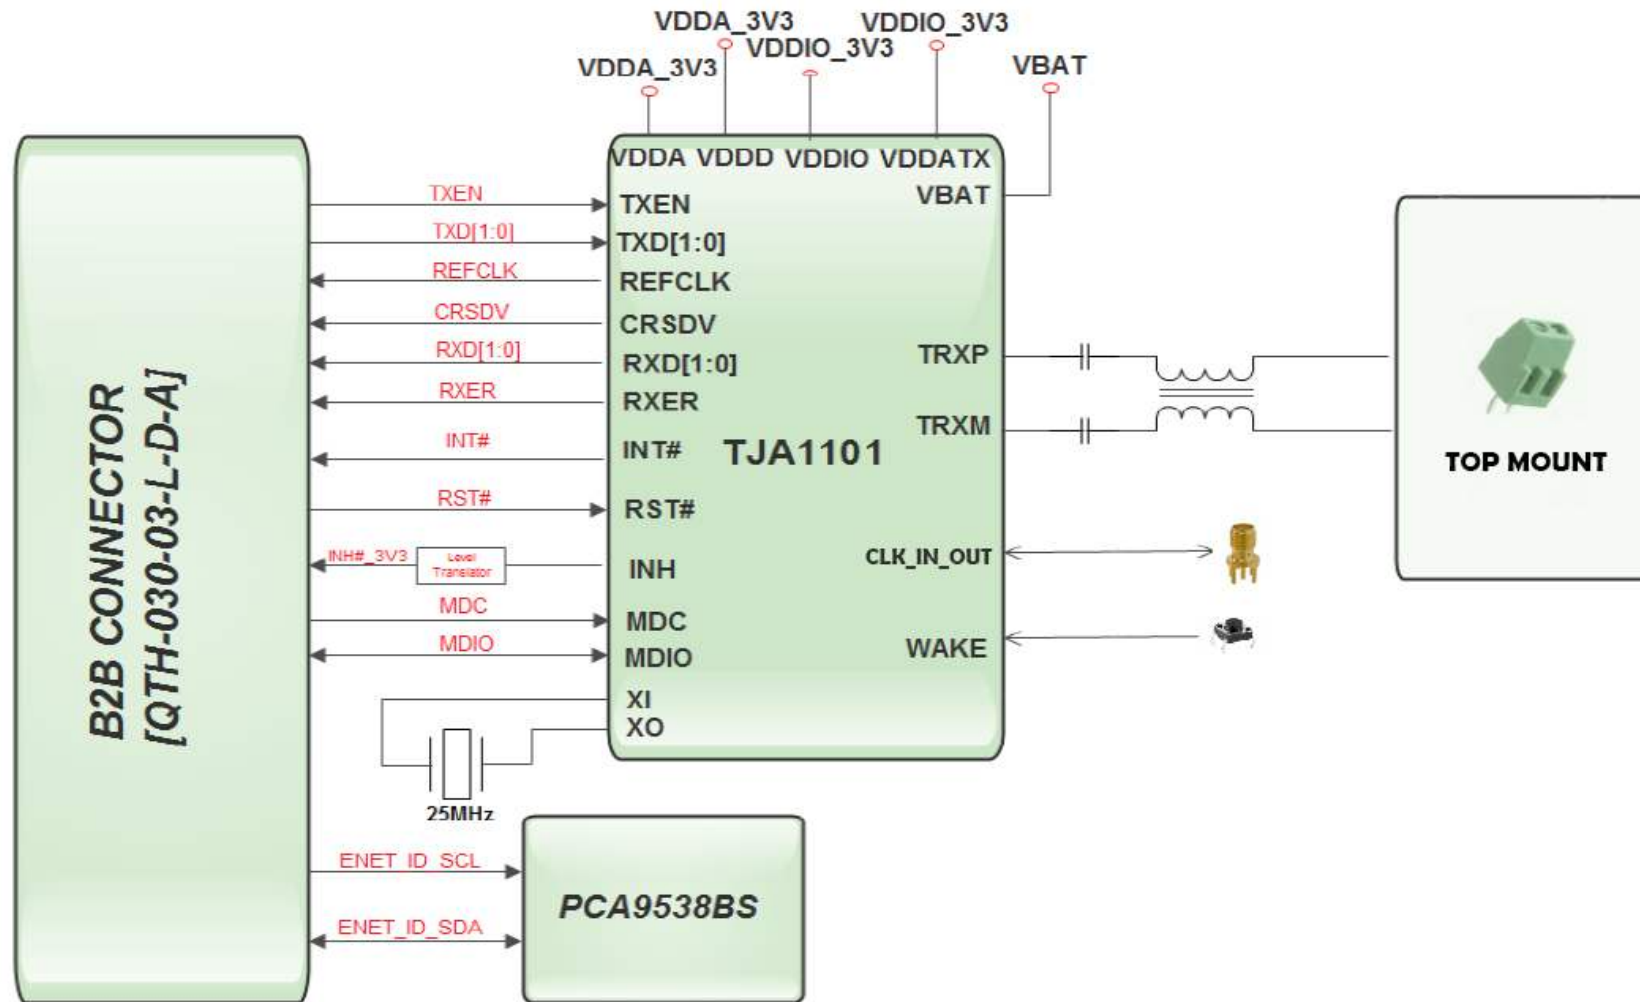 VDDA_3V3
VDDIO_3V3
VDDIO_3V3
VDDA_3V3
VBAT
VDDA VDDD VDDIO VDDATX
VBAT
TXEN
TXEN
TXD[1:0]
TXD[1:0]
REFCLK
REFCLK
CRSDV
CRSDV
RXD[1:0]
RXD[1:0]
TRXP
RXER
RXER
TRXM
INT#
INT#
TJA1101
TOP MOUNT
RST#
RST#
INH#_3V3
Level
Translator
INH
CLK_IN_OUT
MDC
MDC
MDIO
MDIO
WAKE
XI
XO
25MHz
B2B CONNECTOR
[QTH-030-03-L-D-A]
ENET_ID_SCL
ENET_ID_SDA
PCA9538BS